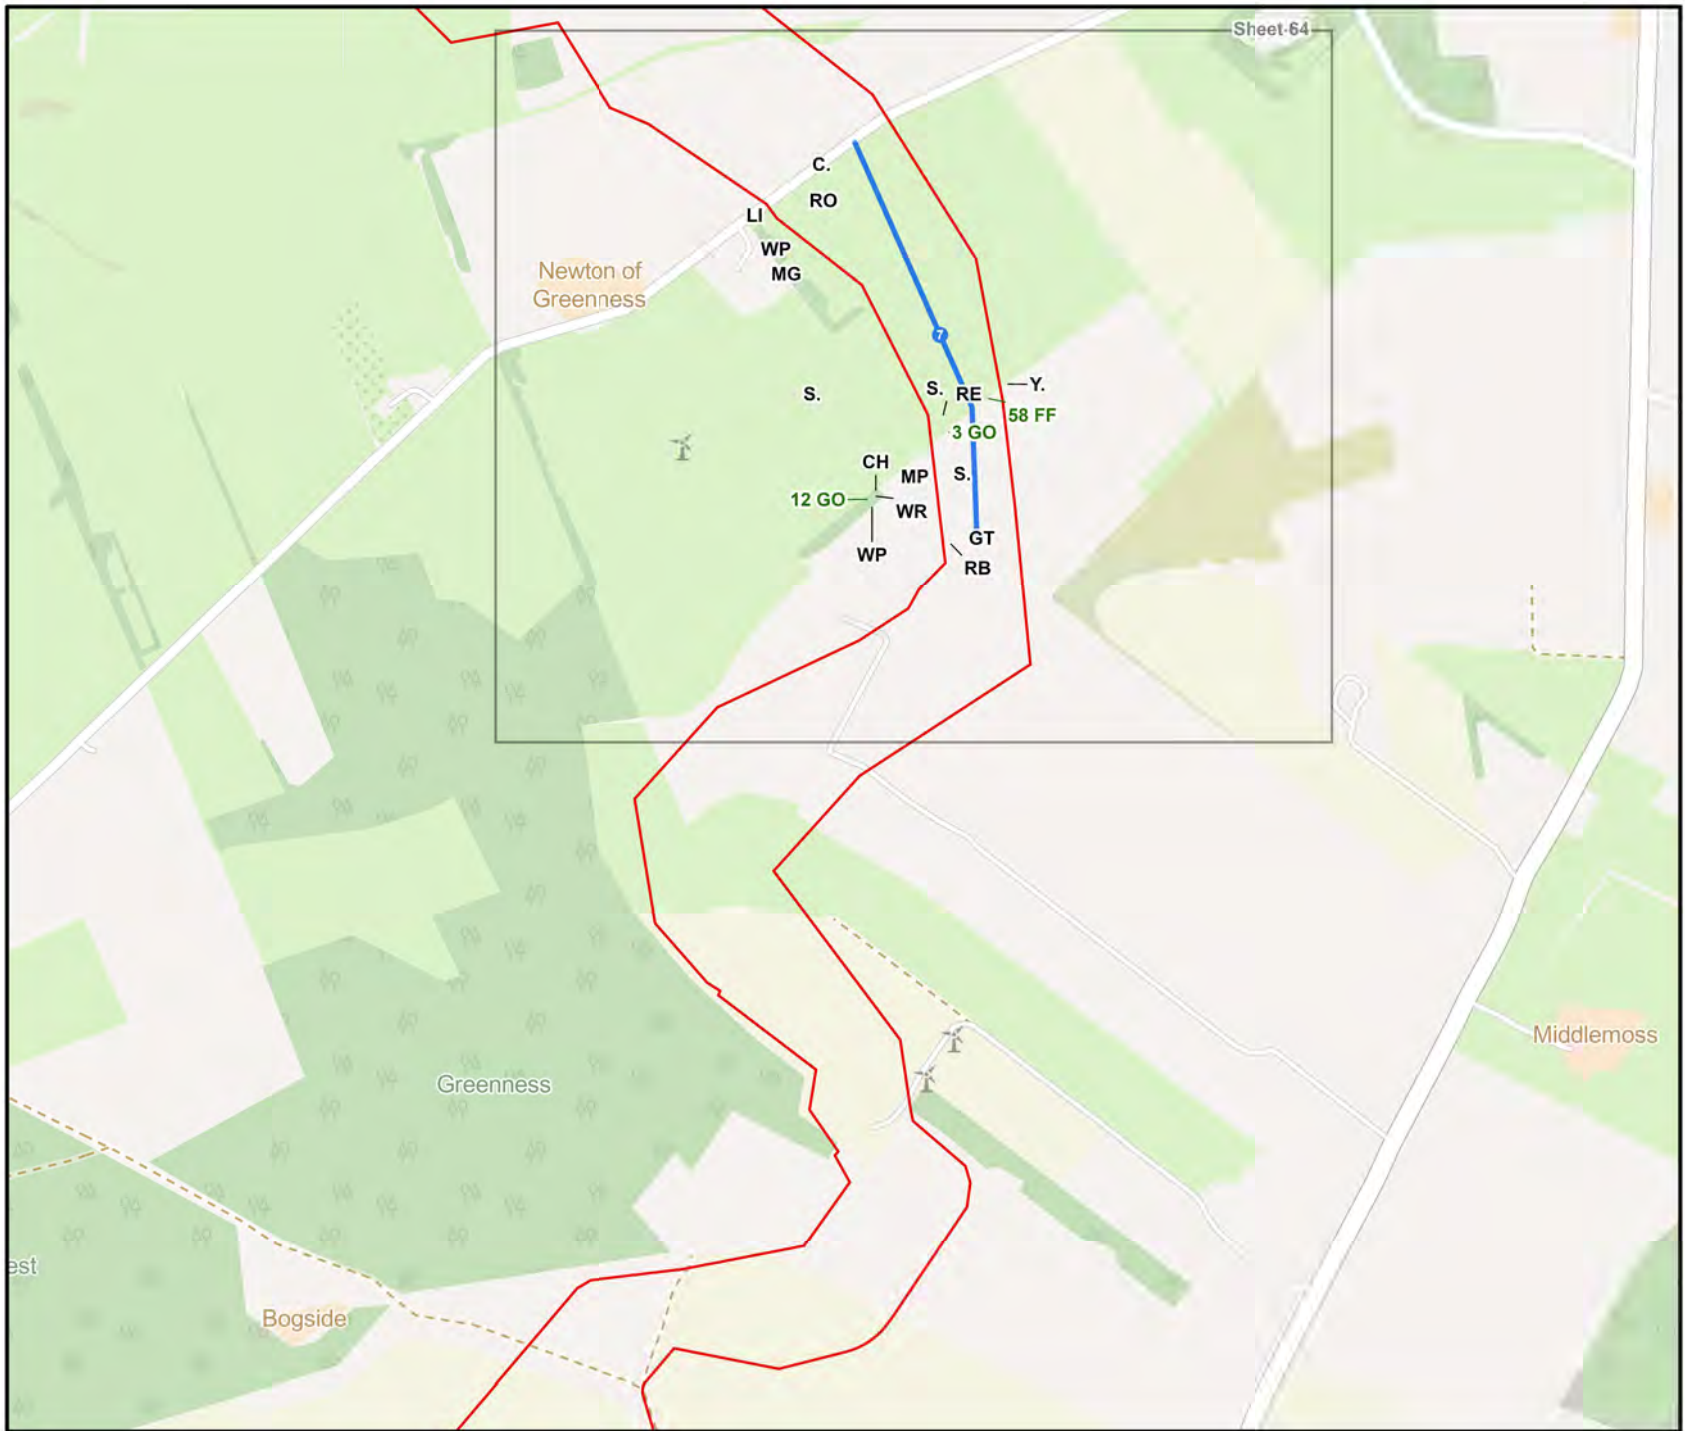 Sheet 64
C.
RO
LI
WP
MG
Newton of
Greenness
7
S.
S.
RE
Y.
58 FF
3 GO
CH
MP
S.
12 GO
WR
WP
GT
RB
Middlemoss
Greenness
est
Bogside